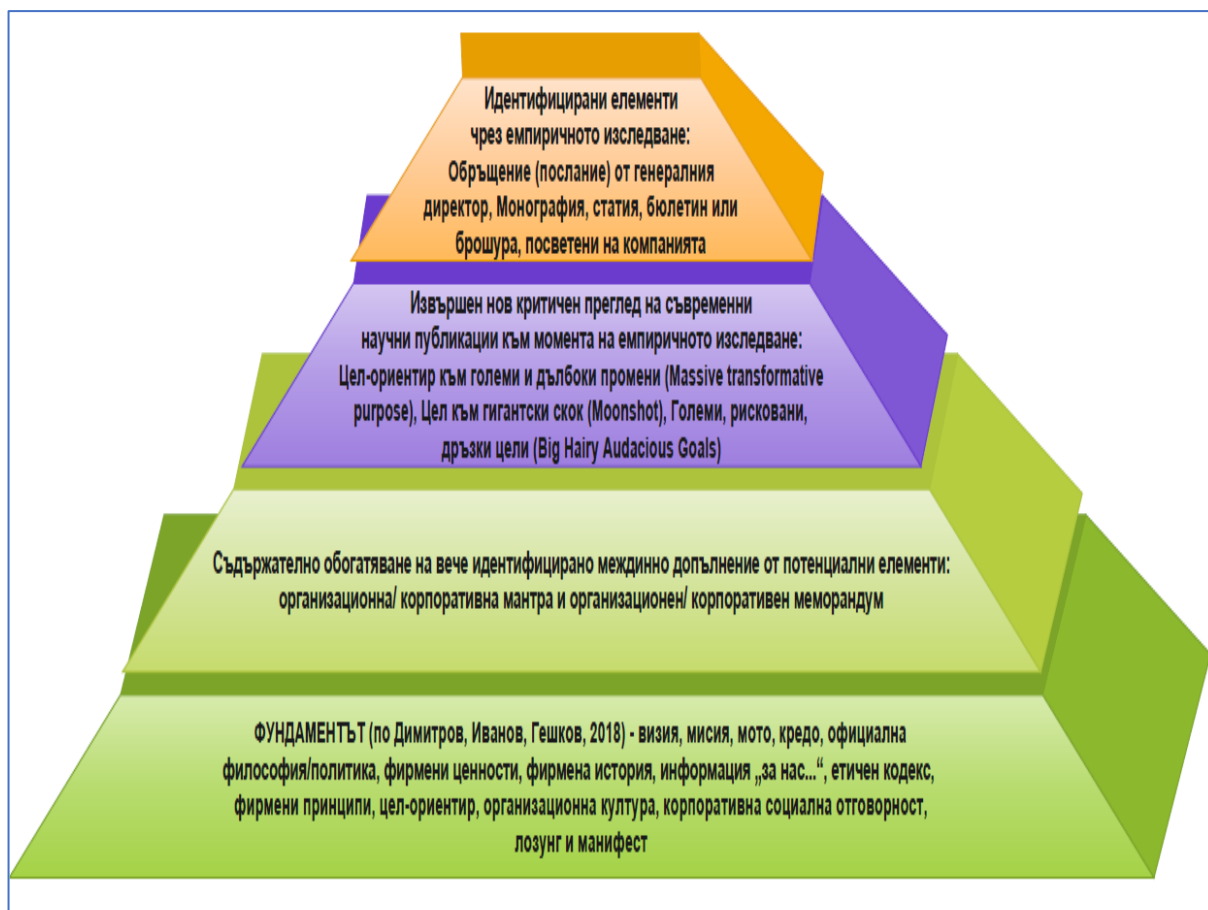 Идентифицирани елементи
чрез емпиричното изследване:
Обръщение (послание) от генералния
директор, Монография, статия, бюлетин или
брошура, посветени на компанията
Извършен нов критичен преглед на съвременни
научни публикации към момента на емпиричното изследване:
Цел-ориентир към големи и дълбоки промени (Massive transformative
purpose), Цел към гигантски скок (Moonshot), Големи, рисковани,
дръзки цели (Big Hairy Audacious Goals)
Съдържателно обогатяване на вече идентифицирано междинно допълнение от потенциални елементи:
организационна/ корпоративна мантра и организационен/ корпоративен меморандум
ФУНДАМЕНТЪТ (по Димитров, Иванов, Гешков, 2018) - визия, мисия, мото, кредо, официална
философия/политика, фирмени ценности, фирмена история, информация „за нас...“, етичен кодекс,
фирмени принципи, цел-ориентир, организационна култура, корпоративна социална отговорност,
лозунг и манифест